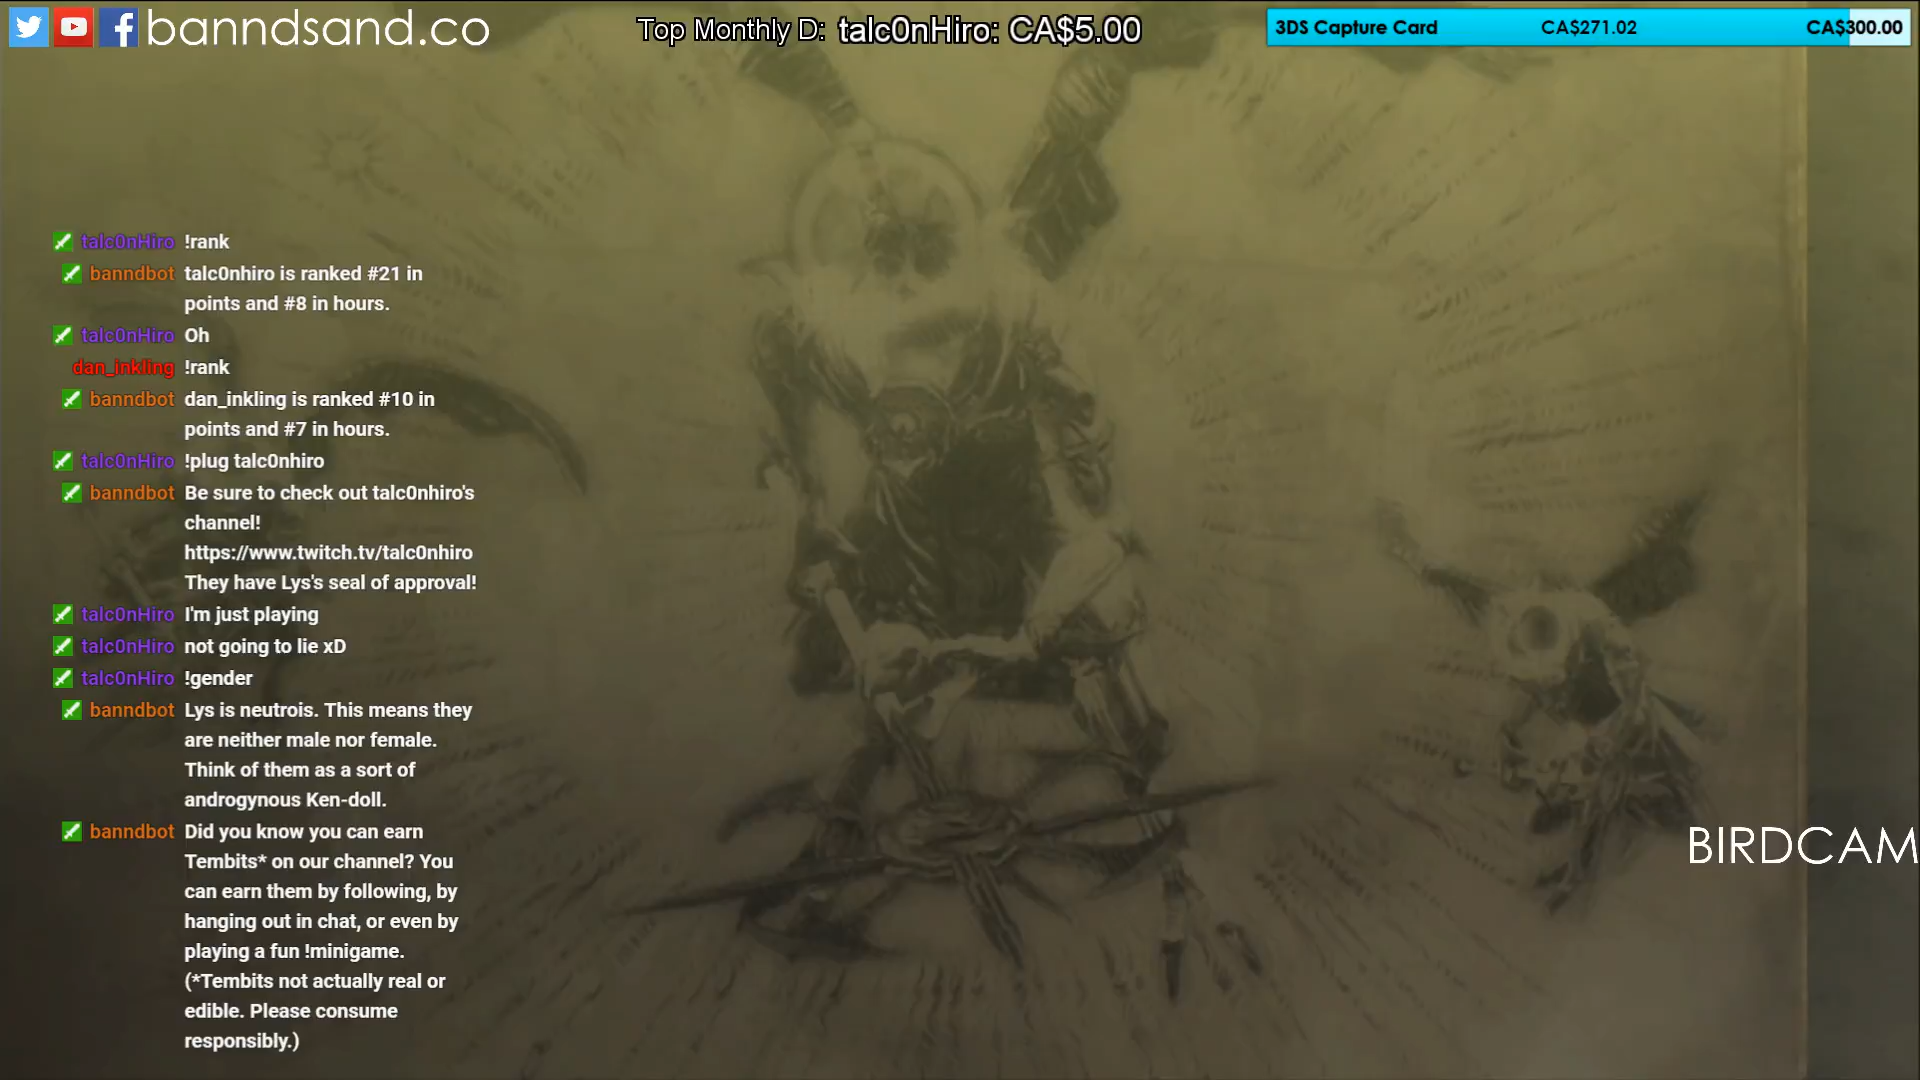 banndsand.co
Top Monthly D: talc0nHiro: CA$5.00
3DS Capture Card CA$271.02 CA$300.00
talc0nHiro !rank
banndbot talc0nhiro is ranked #21 in
points and #8 in hours.
talc0nHiro Oh
dan_inkling !rank
banndbot dan_inkling is ranked #10 in
points and #7 in hours.
talc0nHiro !plug talc0nhiro
banndbot Be sure to check out talc0nhiro's
channel!
https://www.twitch.tv/talc0nhiro
They have Lys's seal of approval!
talc0nHiro I'm just playing
talc0nHiro not going to lie xD
talc0nHiro !gender
banndbot Lys is neutrois. This means they
are neither male nor female.
Think of them as a sort of
androgynous Ken-doll.
banndbot Did you know you can earn
Tembits* on our channel? You
can earn them by following, by
hanging out in chat, or even by
playing a fun !minigame.
(*Tembits not actually real or
edible. Please consume
responsibly.)
BIRDCAM